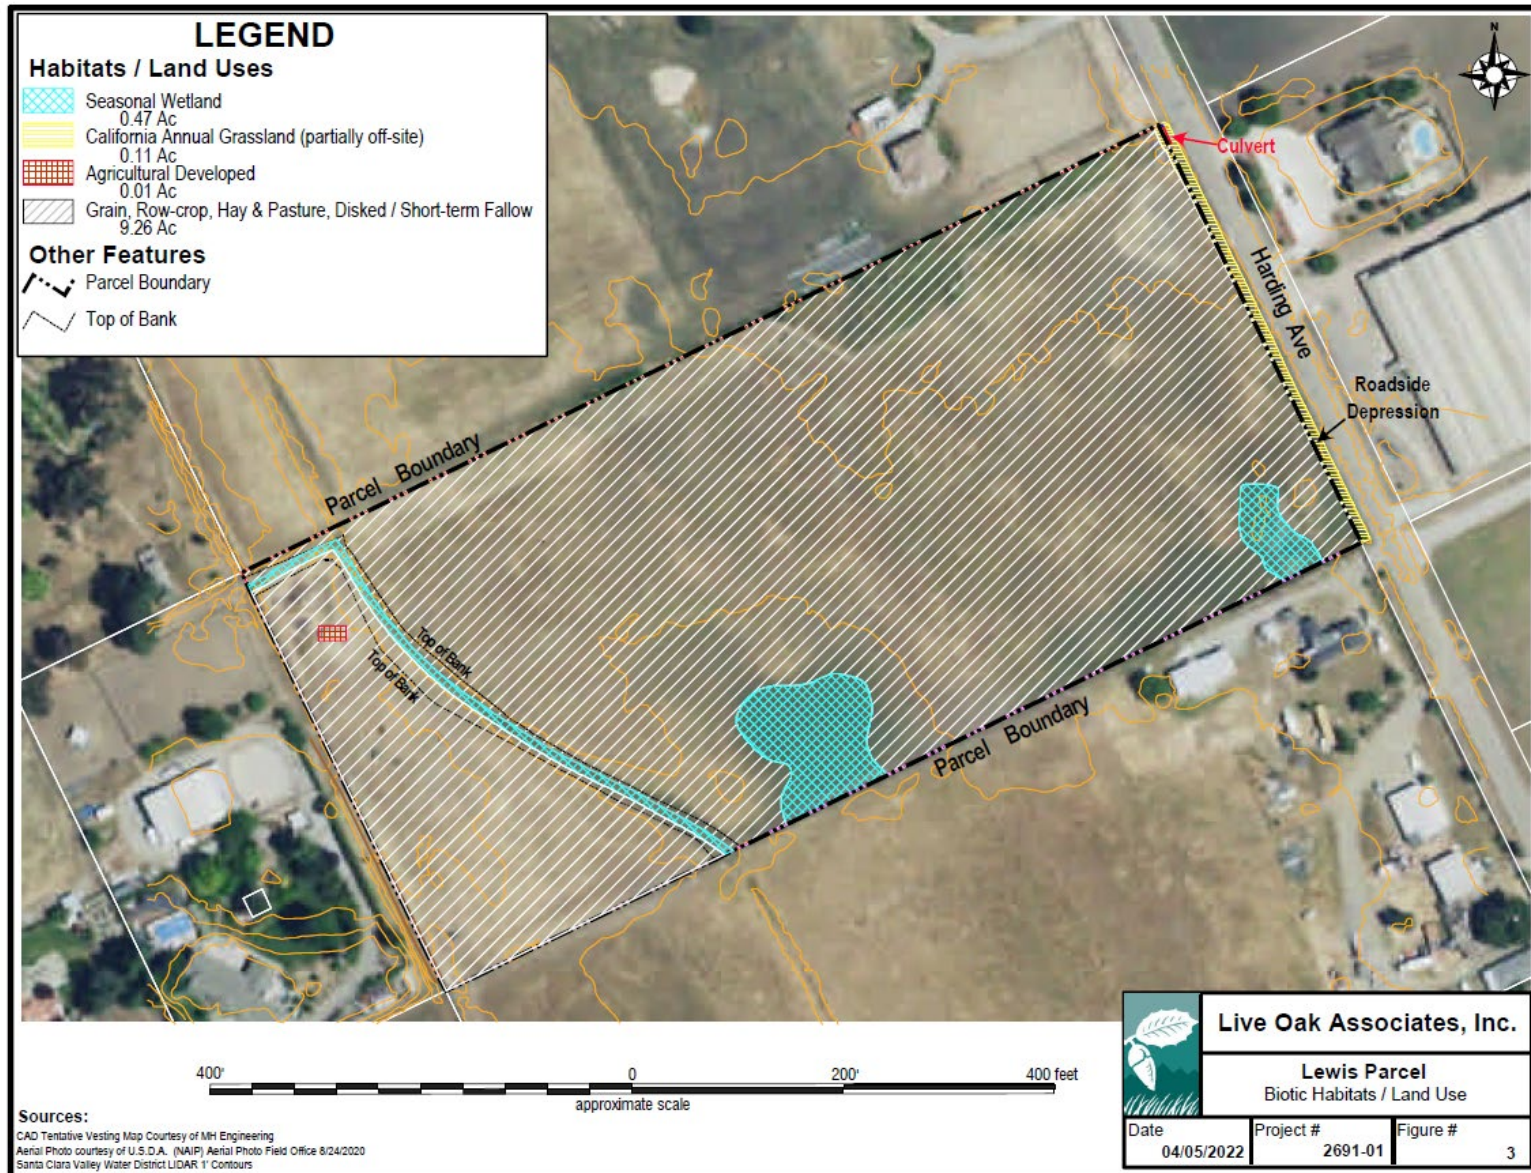 LEGEND
Habitats / Land Uses
Seasonal Wetland
0.47 Ac
California Annual Grassland (partially off-site)
0.11 Ac
Agricultural Developed
0.01 Ac
Grain, Row-crop, Hay & Pasture, Disked / Short-term Fallow
9.26 Ac
Other Features
Parcel Boundary
Top of Bank
N
Culvert
Harding Ave
Roadside
Depression
Parcel Boundary
Top of Bank
Top of Bank
Parcel Boundary
400'
0
200'
400 feet
approximate scale
Sources:
CAD Tentative Vesting Map Courtesy of MH Engineering
Aerial Photo courtesy of U.S.D.A. (NAIP) Aerial Photo Field Office 8/24/2020
Santa Clara Valley Water District LIDAR 1' Contours
Live Oak Associates, Inc.
Lewis Parcel
Biotic Habitats / Land Use
Date
04/05/2022
Project #
2691-01
Figure #
3